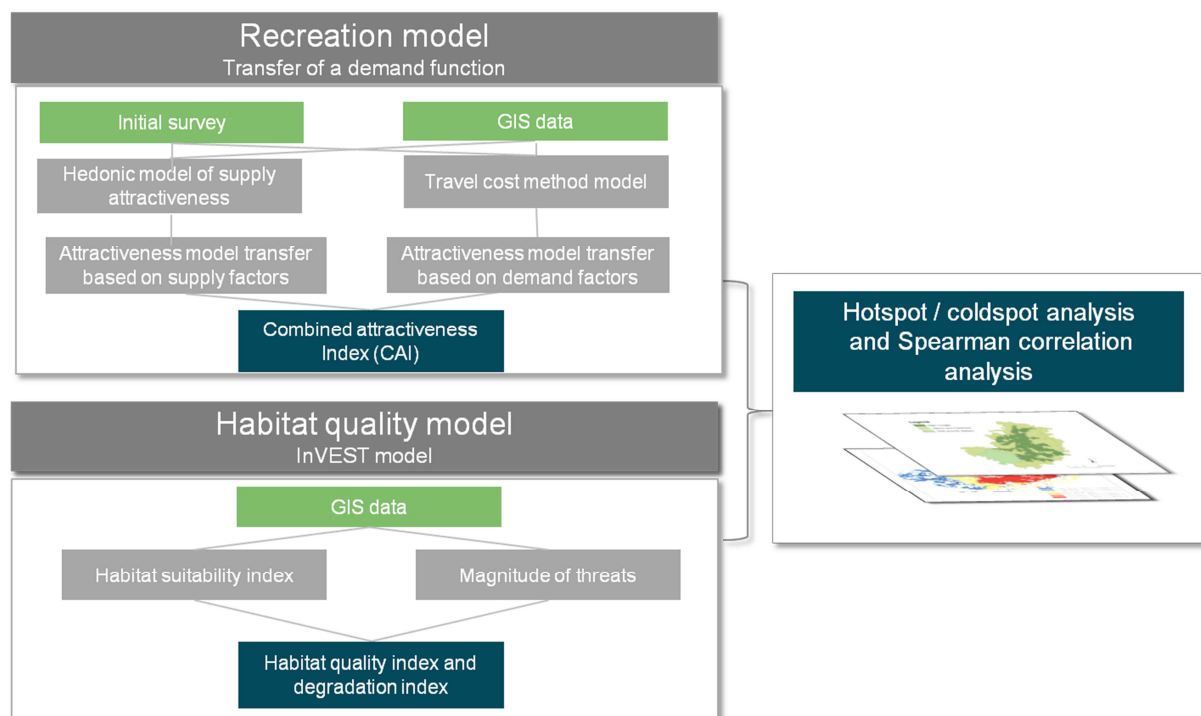 Recreation model
Transfer of a demand function
Initial survey
GIS data
Hedonic model of supply
attractiveness
Travel cost method model
Attractiveness model transfer
based on supply factors
Attractiveness model transfer
based on demand factors
Combined attractiveness
Index (CAI)
Habitat quality model
InVEST model
GIS data
Habitat suitability index
Magnitude of threats
Habitat quality index and
degradation index
Hotspot / coldspot analysis
and Spearman correlation
analysis